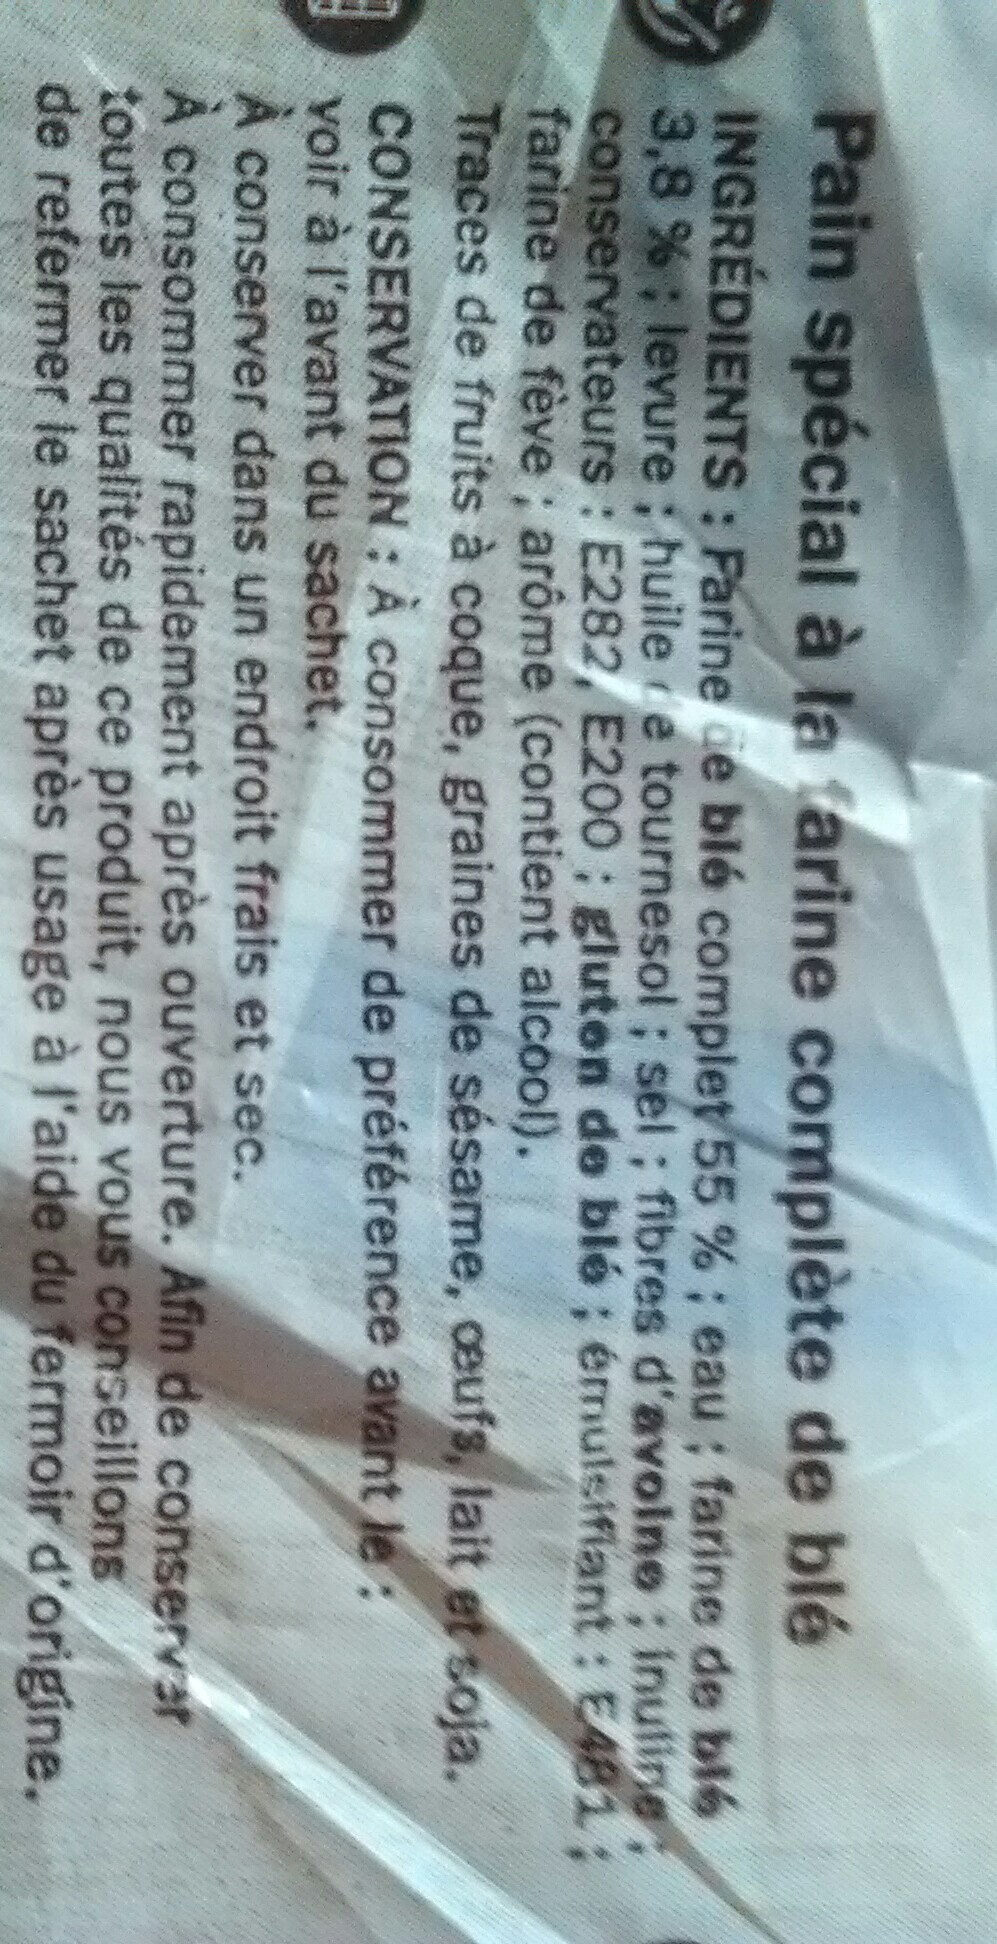 Pain spécial à la farine complète de blé
INGRÉDIENTS : Farine de blé complet 55 % ; eau ; farine de blé
3,8 % ; levure ; huile de tournesol ; sel ; fibres d'avoine ; inuline ;
conservateurs : E282, E200 ; gluten de blé ; émulsifiant : E481 ;
farine de fève ; arôme (contient alcool).
Traces de fruits à coque, graines de sésame, œufs, lait et soja.
CONSERVATION : À consommer de préférence avant le :
voir à l'avant du sachet.
À conserver dans un endroit frais et sec.
À consommer rapidement après ouverture. Afin de conserver
toutes les qualités de ce produit, nous vous conseillons
de refermer le sachet après usage à l'aide du fermoir d'origine.